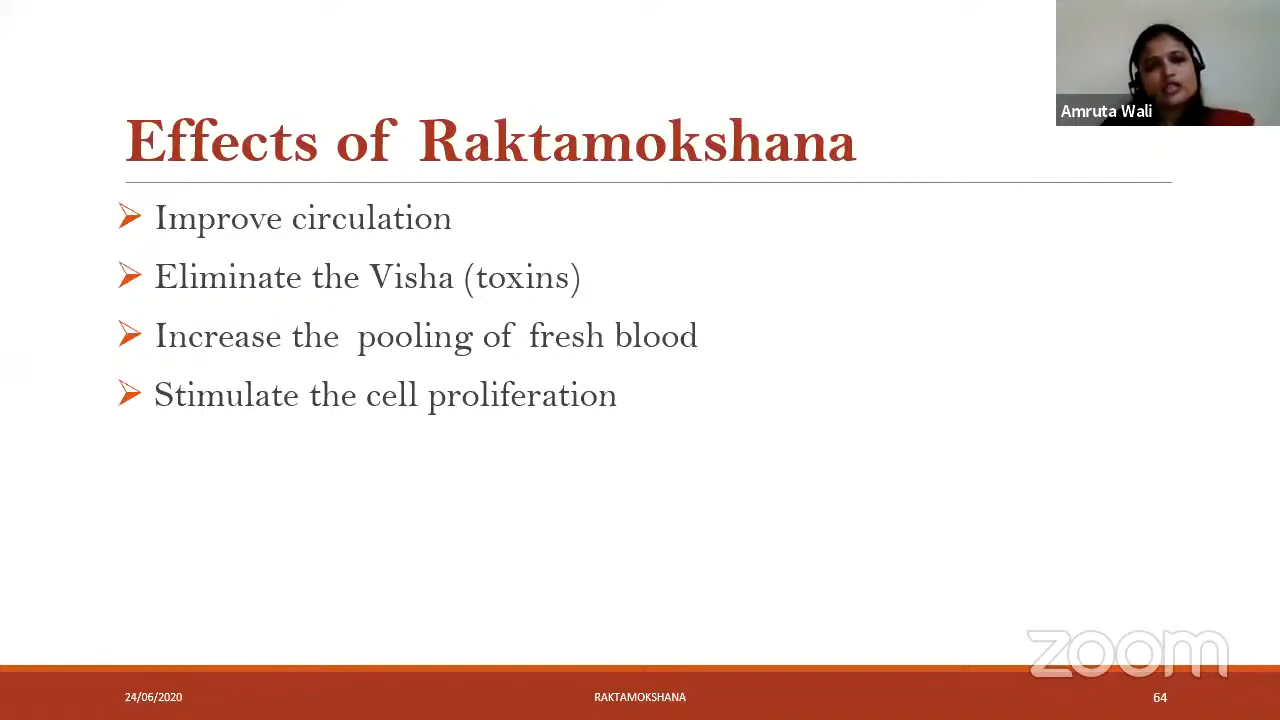 Amruta Wali
Effects of Raktamokshana
Improve circulation
Eliminate the Visha (toxins)
Increase the pooling of fresh blood
Stimulate the cell proliferation
zoom
24/06/2020
RAKTAMOKSHANA
64